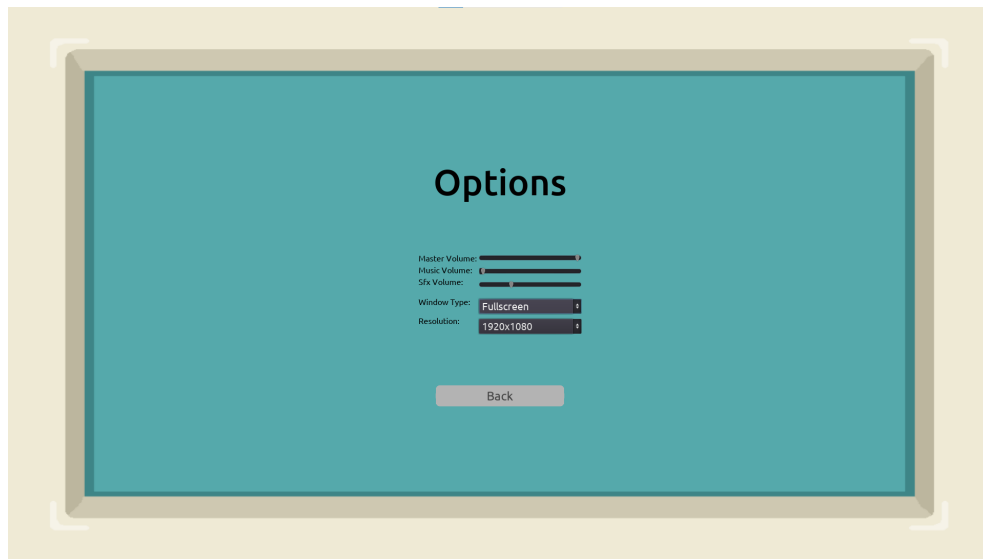 Options
Master Volume:
Music Volume:
Sfx Volume:
Window Type: Fullscreen
Resolution: 1920x1080
Back